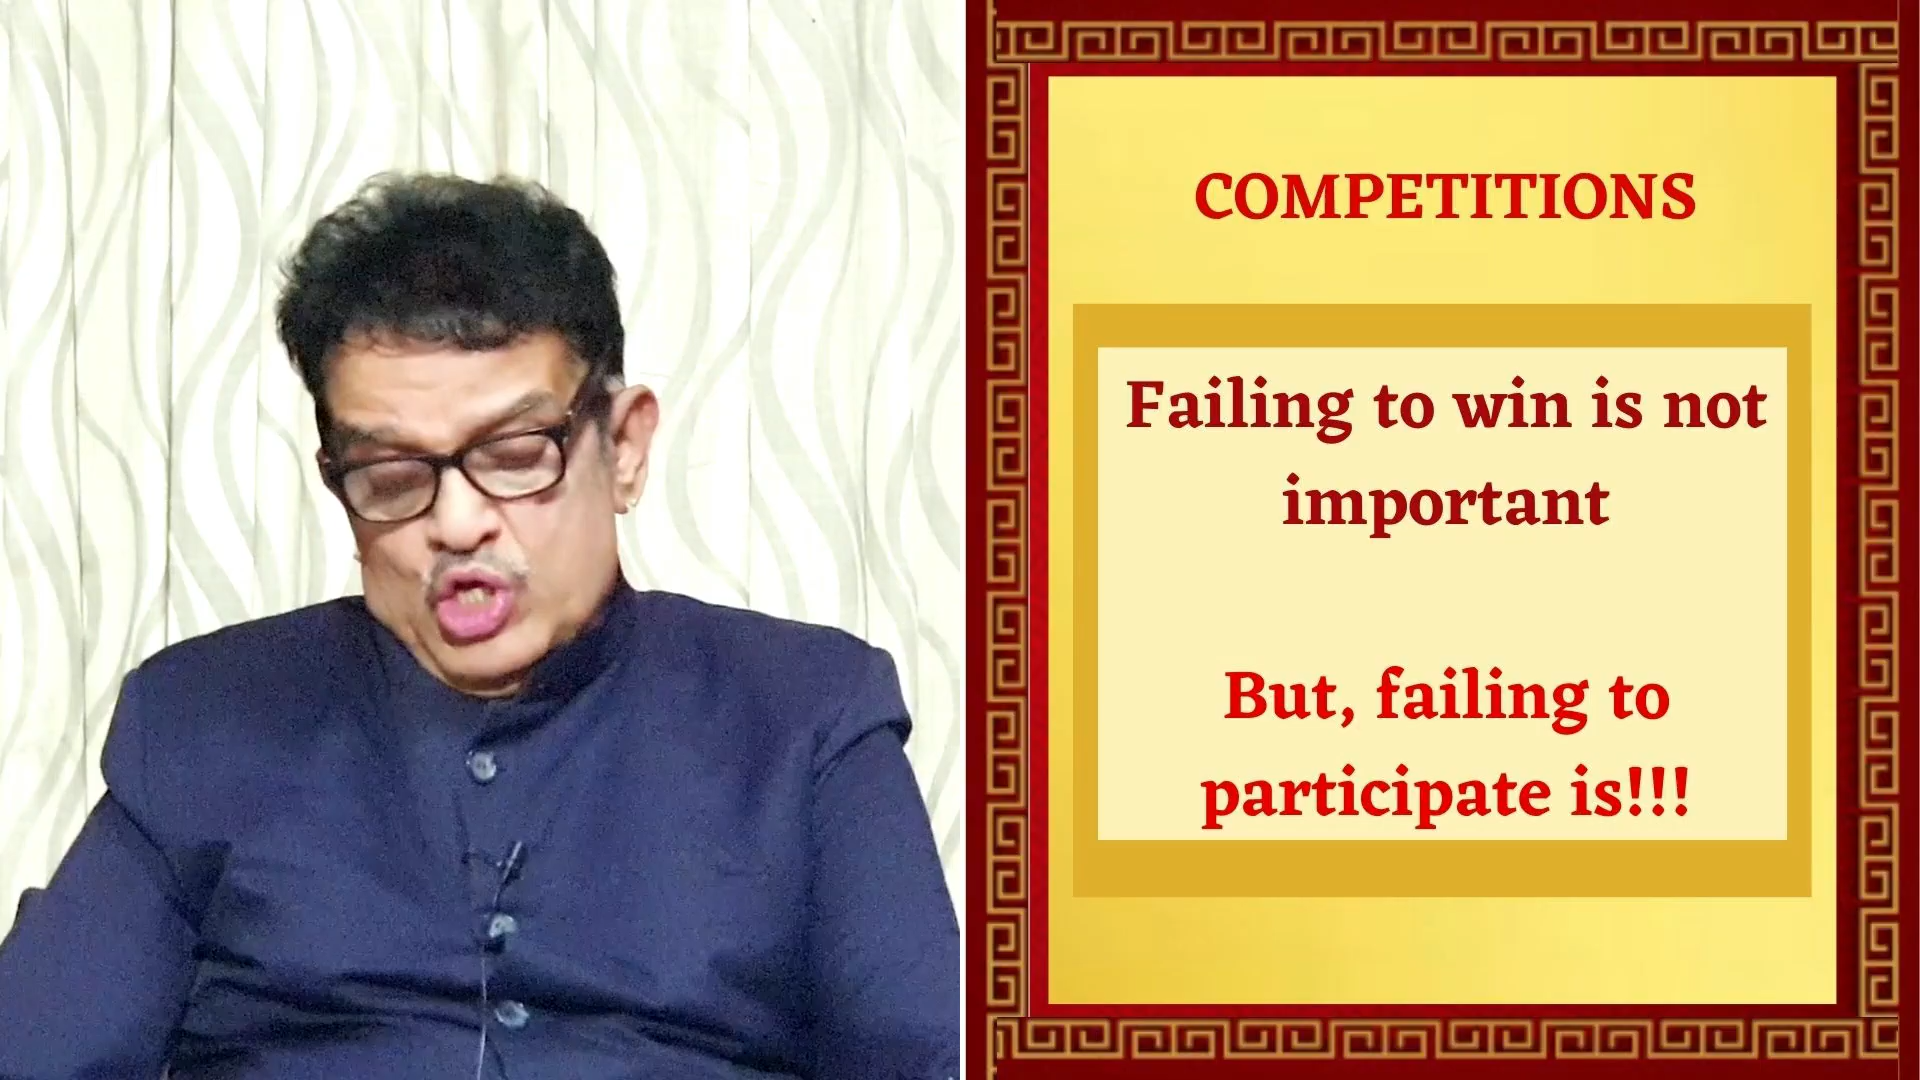 COMPETITIONS
Failing to win is not
important
But, failing to
participate is!!!